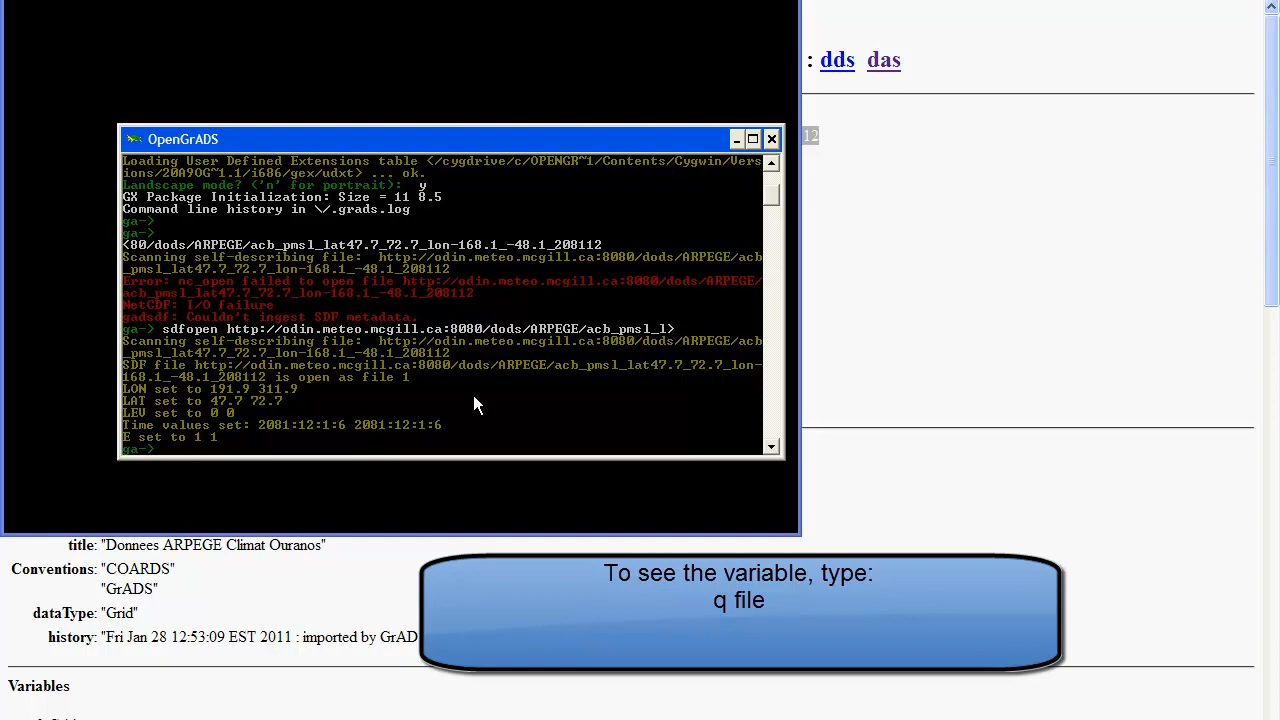 : dds das
12
OpenGrADS
Loading User Defined Extensions table </cygdrive/c/OPENGR~1/Contents/Cygwin/Vers
ions/20A9OG~1.1/i686/gex/udxt> ... ok.
Landscape mode? ('n' for portrait):  y
GX Package Initialization: Size = 11 8.5
Command line history in \/.grads.log
ga->
ga->
<80/dods/ARPEGE/acb_pmsl_lat47.7_72.7_lon-168.1_-48.1_208112
Scanning self-describing file:  http://odin.meteo.mcgill.ca:8080/dods/ARPEGE/acb
_pmsl_lat47.7_72.7_lon-168.1_-48.1_208112
Error: nc_open failed to open file http://odin.meteo.mcgill.ca:8080/dods/ARPEGE/
acb_pmsl_lat47.7_72.7_lon-168.1_-48.1_208112
NetCDF: I/O failure
gadsdf: Couldn't ingest SDF metadata.
ga-> sdfopen http://odin.meteo.mcgill.ca:8080/dods/ARPEGE/acb_pmsl_l>
Scanning self-describing file:  http://odin.meteo.mcgill.ca:8080/dods/ARPEGE/acb
_pmsl_lat47.7_72.7_lon-168.1_-48.1_208112
SDF file http://odin.meteo.mcgill.ca:8080/dods/ARPEGE/acb_pmsl_lat47.7_72.7_lon-
168.1_-48.1_208112 is open as file 1
LON set to 191.9 311.9
LAT set to 47.7 72.7
LEV set to 0 0
Time values set: 2081:12:1:6 2081:12:1:6
E set to 1 1
ga->
title: "Donnees ARPEGE Climat Ouranos"
Conventions: "COARDS"
"GrADS"
dataType: "Grid"
history: "Fri Jan 28 12:53:09 EST 2011 : imported by GrAD
To see the variable, type:
q file
Variables